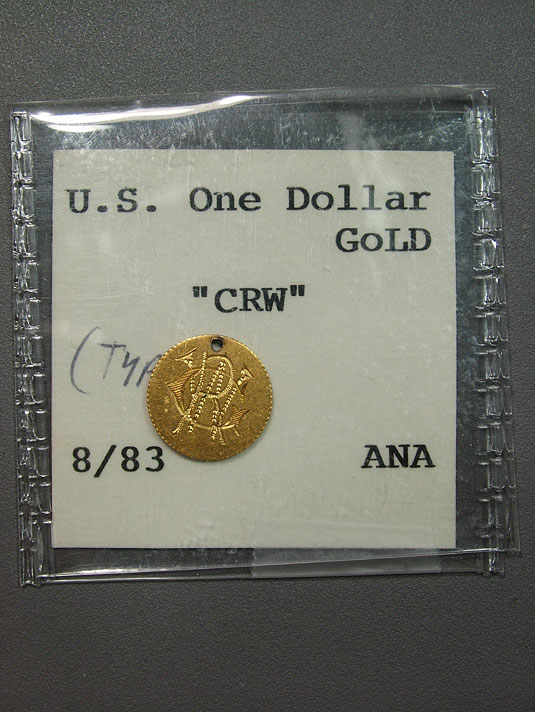 U.S. One Dollar
GoLD
"CRW"
8/83 ANA